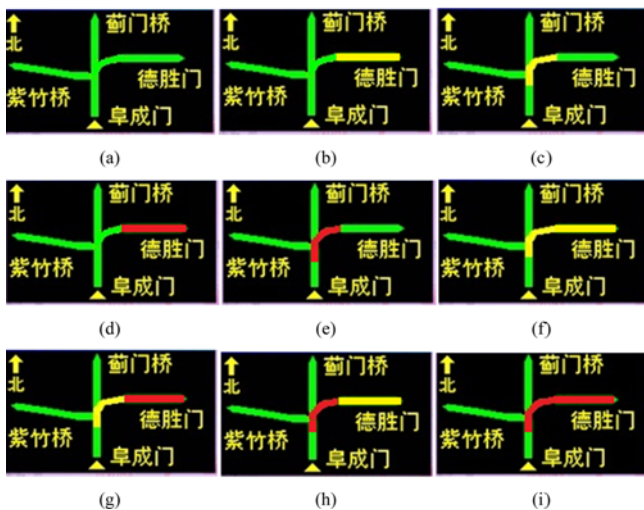 蓟门桥
北
德胜门
紫竹桥
阜成门
(a)
蓟门桥
北
德胜门
紫竹桥
阜成门
(b)
蓟门桥
北
德胜门
紫竹桥
阜成门
(c)
蓟门桥
北
德胜门
紫竹桥
阜成门
(d)
蓟门桥
北
德胜门
紫竹桥
阜成门
(e)
蓟门桥
北
德胜门
紫竹桥
阜成门
(f)
蓟门桥
北
德胜门
紫竹桥
阜成门
(g)
蓟门桥
北
德胜门
紫竹桥
阜成门
(h)
蓟门桥
北
德胜门
紫竹桥
阜成门
(i)